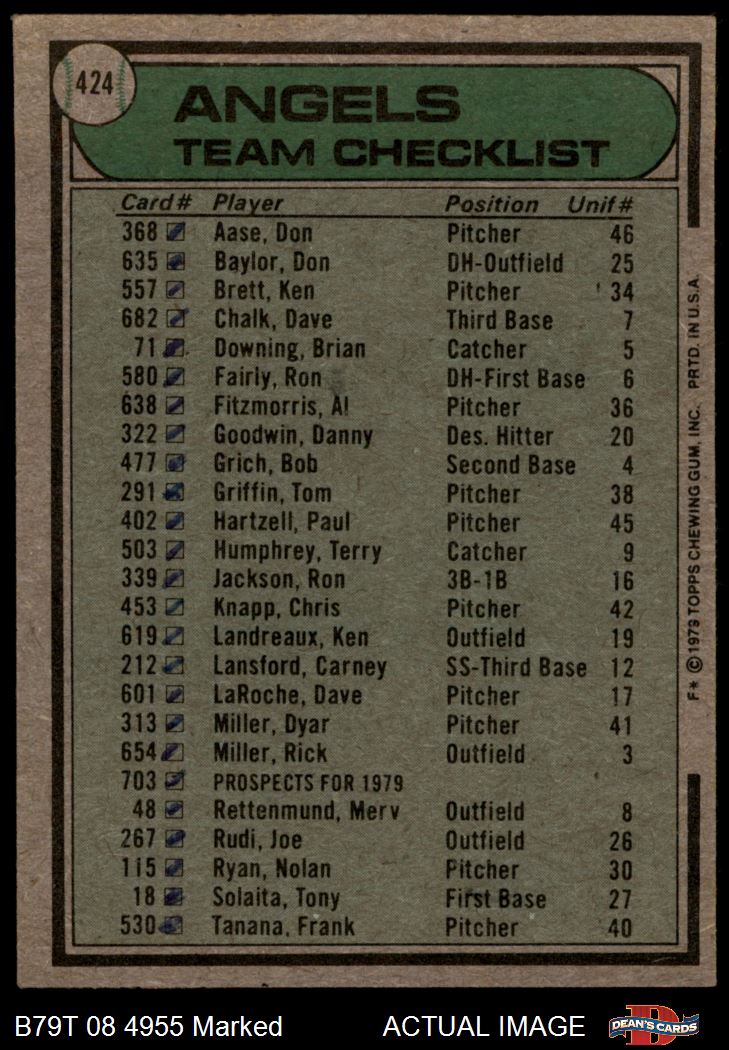 424
ANGELS
TEAM CHECKLIST
Card# Player Position Unif#
368 Aase, Don Pitcher 46
635 Baylor, Don DH-Outfield 25
557 Brett, Ken Pitcher 34
682 Chalk, Dave Third Base 7
71 Downing, Brian Catcher 5
580 Fairly, Ron DH-First Base 6
638 Fitzmorris, Al Pitcher 36
322 Goodwin, Danny Des. Hitter 20
477 Grich, Bob Second Base 4
291 Griffin, Tom Pitcher 38
402 Hartzell, Paul Pitcher 45
503 Humphrey, Terry Catcher 9
339 Jackson, Ron 3B-1B 16
453 Knapp, Chris Pitcher 42
619 Landreaux, Ken Outfield 19
212 Lansford, Carney SS-Third Base 12
601 LaRoche, Dave Pitcher 17
313 Miller, Dyar Pitcher 41
654 Miller, Rick Outfield 3
703 PROSPECTS FOR 1979
48 Rettenmund, Merv Outfield 8
267 Rudi, Joe Outfield 26
115 Ryan, Nolan Pitcher 30
18 Solaita, Tony First Base 27
530 Tanana, Frank Pitcher 40
F* © 1979 TOPPS CHEWING GUM, INC. PRTD. IN U.S.A.
B79T 08 4955 Marked ACTUAL IMAGE
D
DEAN'S CARDS